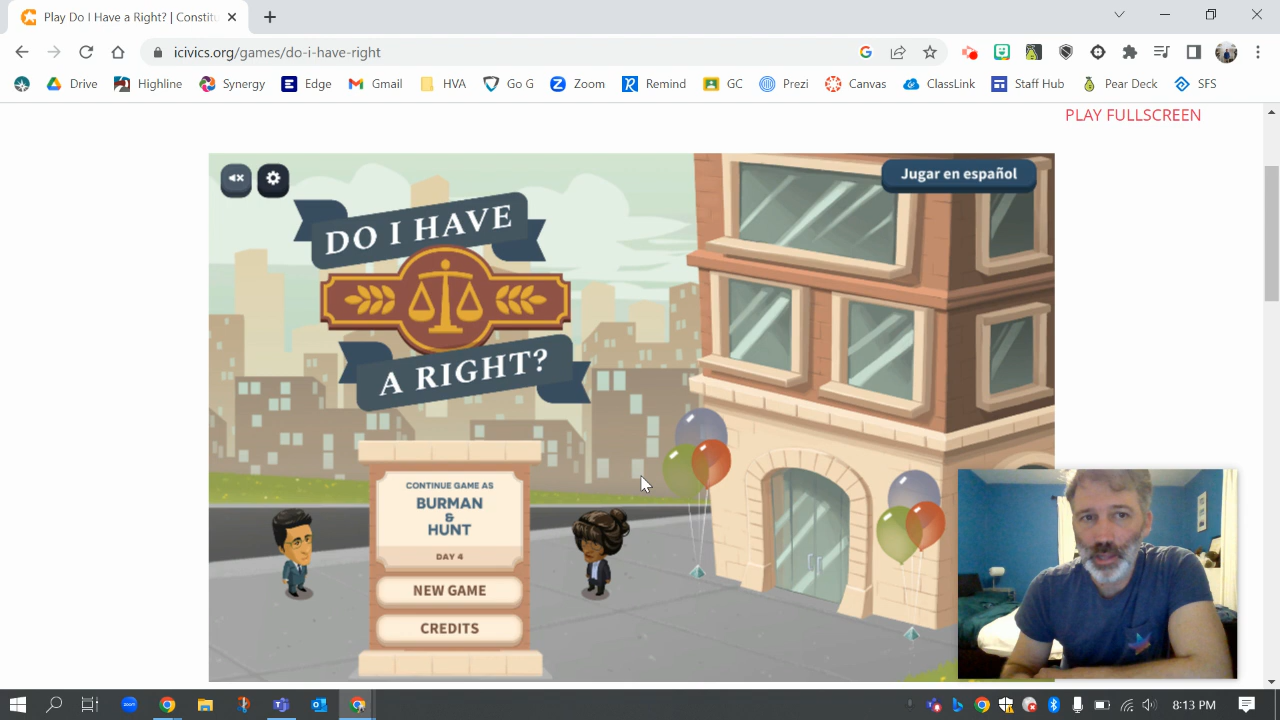 Play Do I Have a Right? | Constitu
icivics.org/games/do-i-have-right
Drive Highline Synergy Edge Gmail HVA Go G Zoom Remind GC Prezi Canvas ClassLink Staff Hub Pear Deck SFS
PLAY FULLSCREEN
Jugar en español
DO I HAVE
A RIGHT?
CONTINUE GAME AS
BURMAN
&
HUNT
DAY 4
NEW GAME
CREDITS
8:13 PM